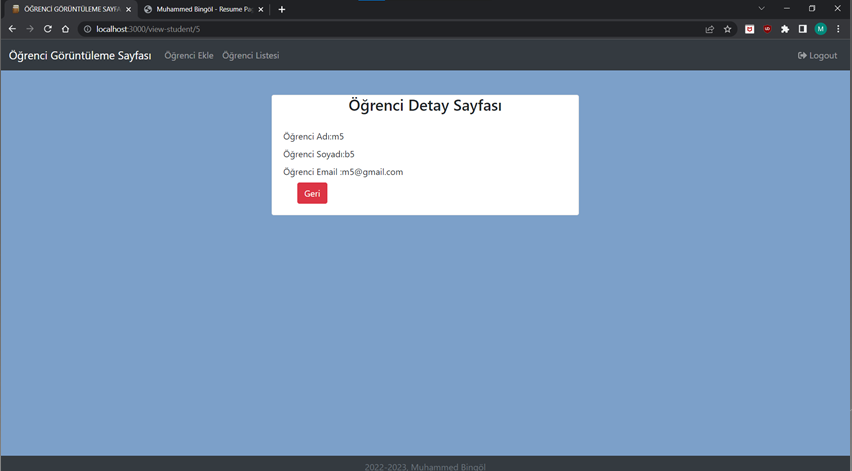 ÖĞRENCİ GÖRÜNTÜLEME SAYFA
Muhammed Bingöl - Resume Pag
localhost:3000/view-student/5
M
Öğrenci Görüntüleme Sayfası
Öğrenci Ekle
Öğrenci Listesi
Logout
Öğrenci Detay Sayfası
Öğrenci Adı:m5
Öğrenci Soyadı:b5
Öğrenci Email :m5@gmail.com
Geri
2022-2023, Muhammed Bingöl